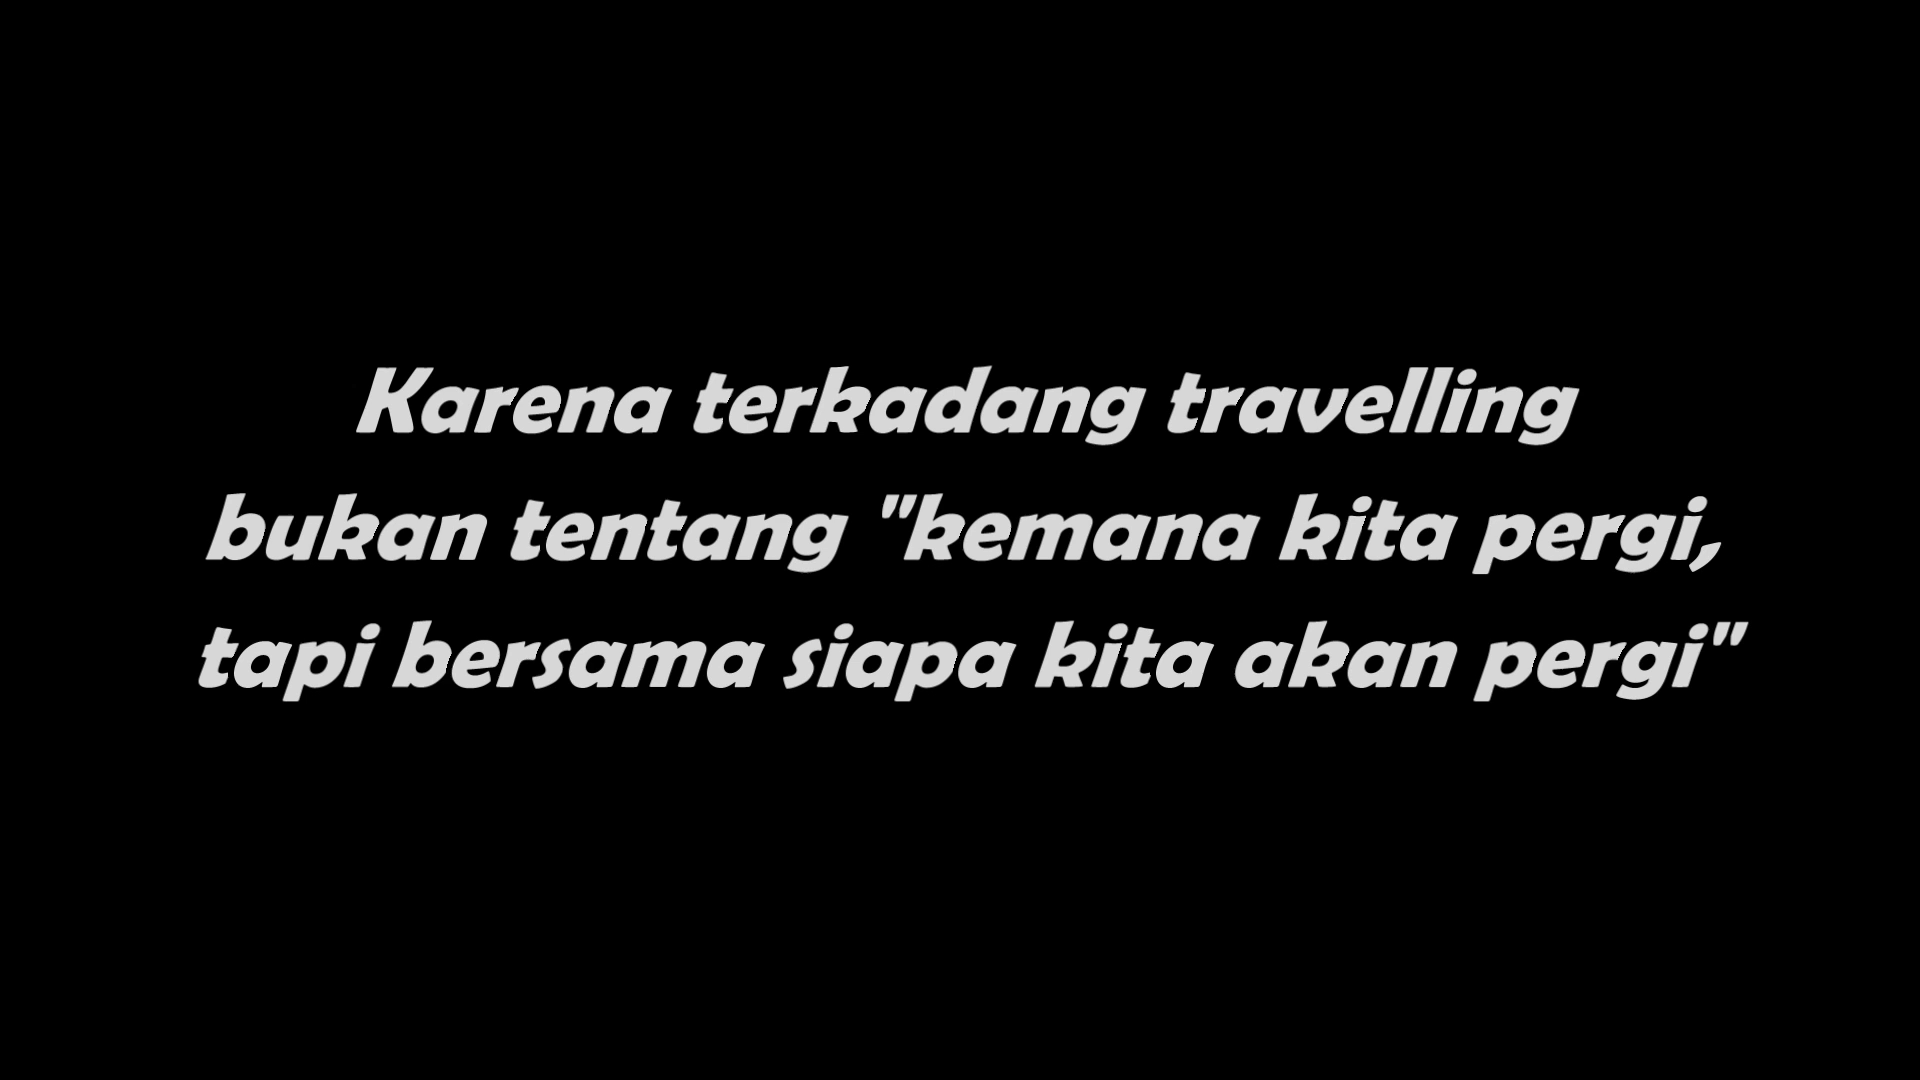 Karena terkadang travelling
bukan tentang "kemana kita pergi,
tapi bersama siapa kita akan pergi"